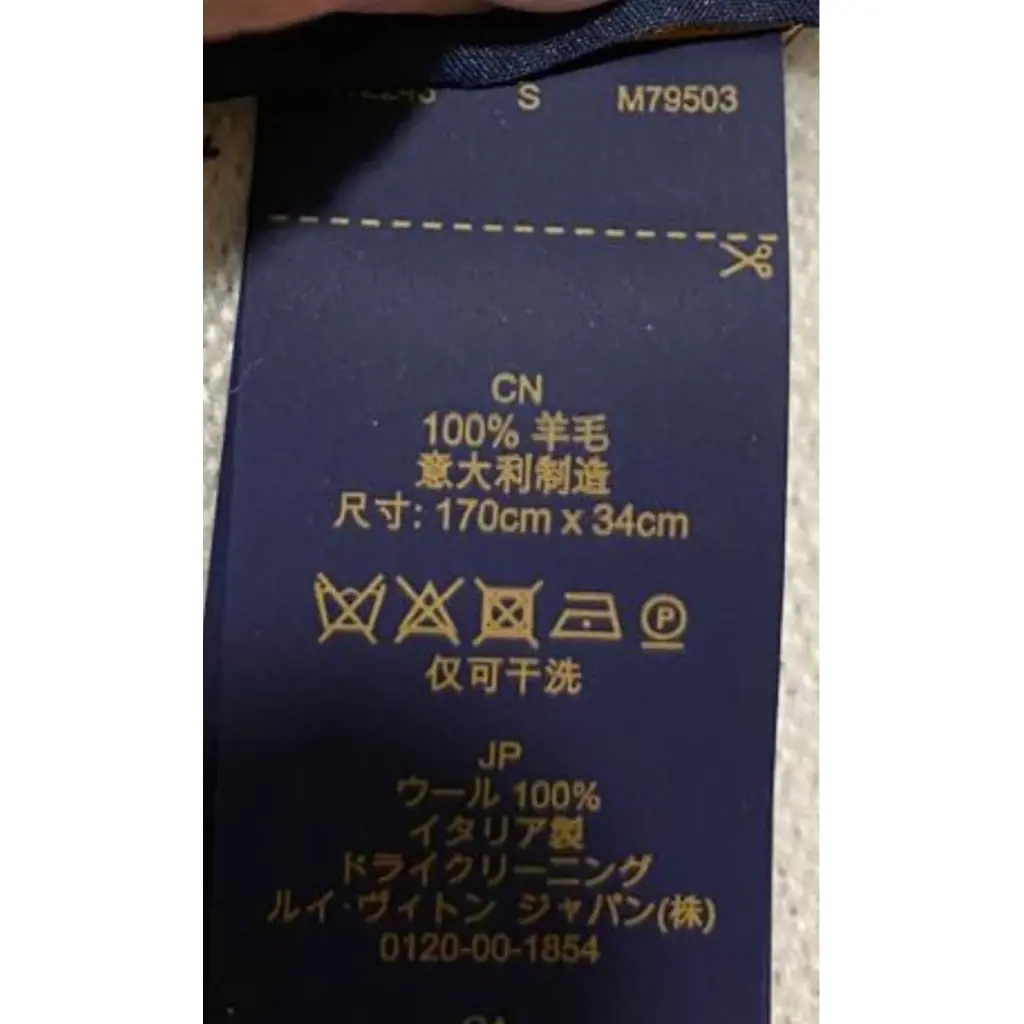 S M79503
CN
100% 羊毛
意大利制造
尺寸: 170cm x 34cm
P
仅可干洗
JP
ウール 100%
イタリア製
ドライクリーニング
ルイ·ヴィトン ジャパン(株)
0120-00-1854